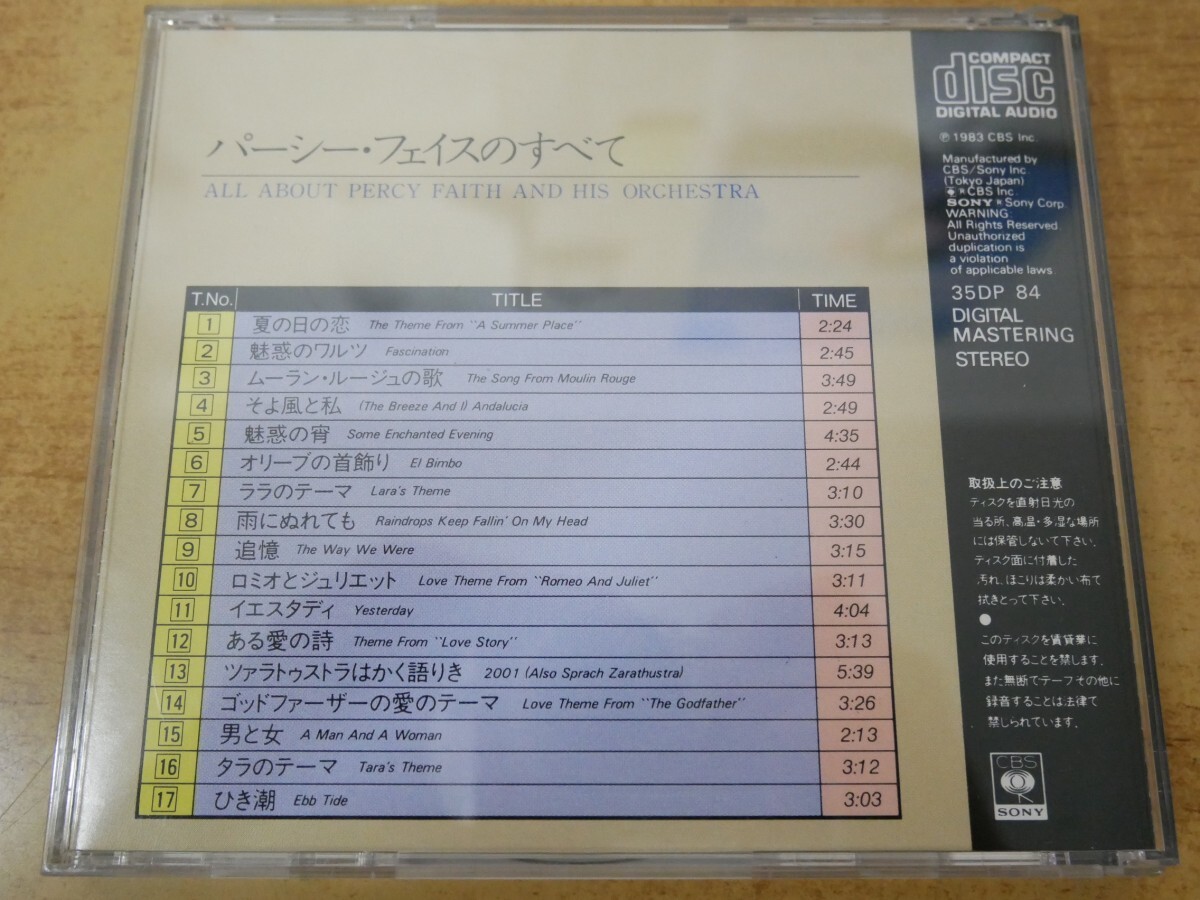 パーシー・フェイスのすべて
ALL ABOUT PERCY FAITH AND HIS ORCHESTRA
T.No. TITLE TIME
1 夏の日の恋 The Theme From "A Summer Place" 2:24
2 魅惑のワルツ Fascination 2:45
3 ムーラン・ルージュの歌 The Song From Moulin Rouge 3:49
4 そよ風と私 (The Breeze And I) Andalucia 2:49
5 魅惑の宵 Some Enchanted Evening 4:35
6 オリーブの首飾り El Bimbo 2:44
7 ララのテーマ Lara's Theme 3:10
8 雨にぬれても Raindrops Keep Fallin' On My Head 3:30
9 追憶 The Way We Were 3:15
10 ロミオとジュリエット Love Theme From "Romeo And Juliet" 3:11
11 イエスタディ Yesterday 4:04
12 ある愛の詩 Theme From "Love Story" 3:13
13 ツァラトゥストラはかく語りき 2001 (Also Sprach Zarathustra) 5:39
14 ゴッドファーザーの愛のテーマ Love Theme From "The Godfather" 3:26
15 男と女 A Man And A Woman 2:13
16 タラのテーマ Tara's Theme 3:12
17 ひき潮 Ebb Tide 3:03
COMPACT
disc
DIGITAL AUDIO
℗ 1983 CBS Inc.
Manufactured by
CBS/Sony Inc.
(Tokyo Japan)
® CBS Inc.
SONY ® Sony Corp.
WARNING:
All Rights Reserved.
Unauthorized
duplication is
a violation
of applicable laws
35DP 84
DIGITAL
MASTERING
STEREO
取扱上のご注意
ディスクを直射日光の
当る所、高温・多湿な場所
には保管しないで下さい。
ディスク面に付着した
汚れ、ほこりは柔かい布で
拭きとって下さい。
●
このディスクを賃貸業に
使用することを禁します。
また無断でテープその他に
録音することは法律で
禁じられています。
CBS
SONY